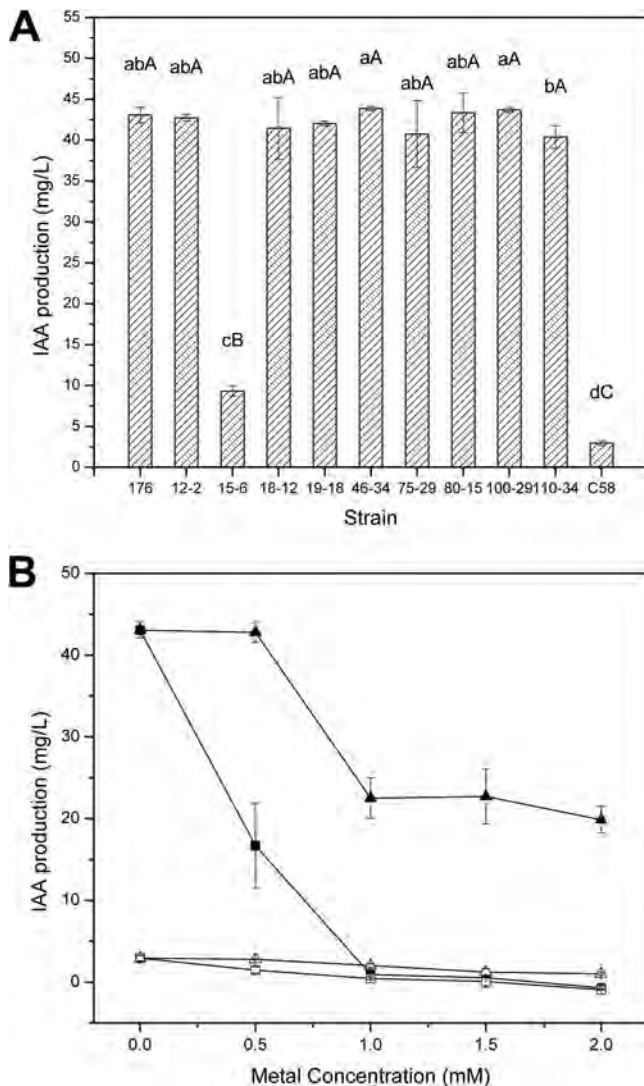 A
IAA production (mg/L)
55
50
45
40
35
30
25
20
15
10
5
0
abA abA cB abA abA aA abA abA aA bA dC
176 12-2 15-6 18-12 19-18 46-34 75-29 80-15 100-29 110-34 C58
Strain
B
IAA production (mg/L)
50
40
30
20
10
0
0.0 0.5 1.0 1.5 2.0
Metal Concentration (mM)